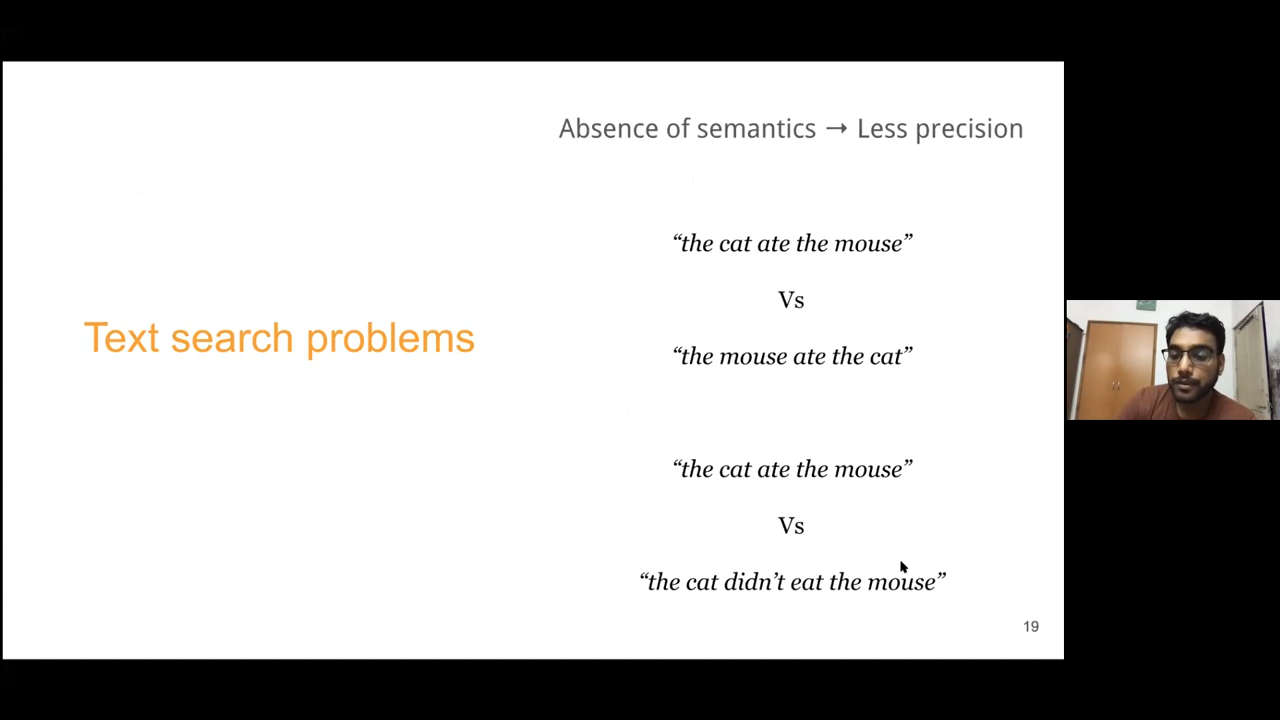 Absence of semantics → Less precision
Text search problems
“the cat ate the mouse”
Vs
“the mouse ate the cat”
“the cat ate the mouse”
Vs
“the cat didn’t eat the mouse”
19